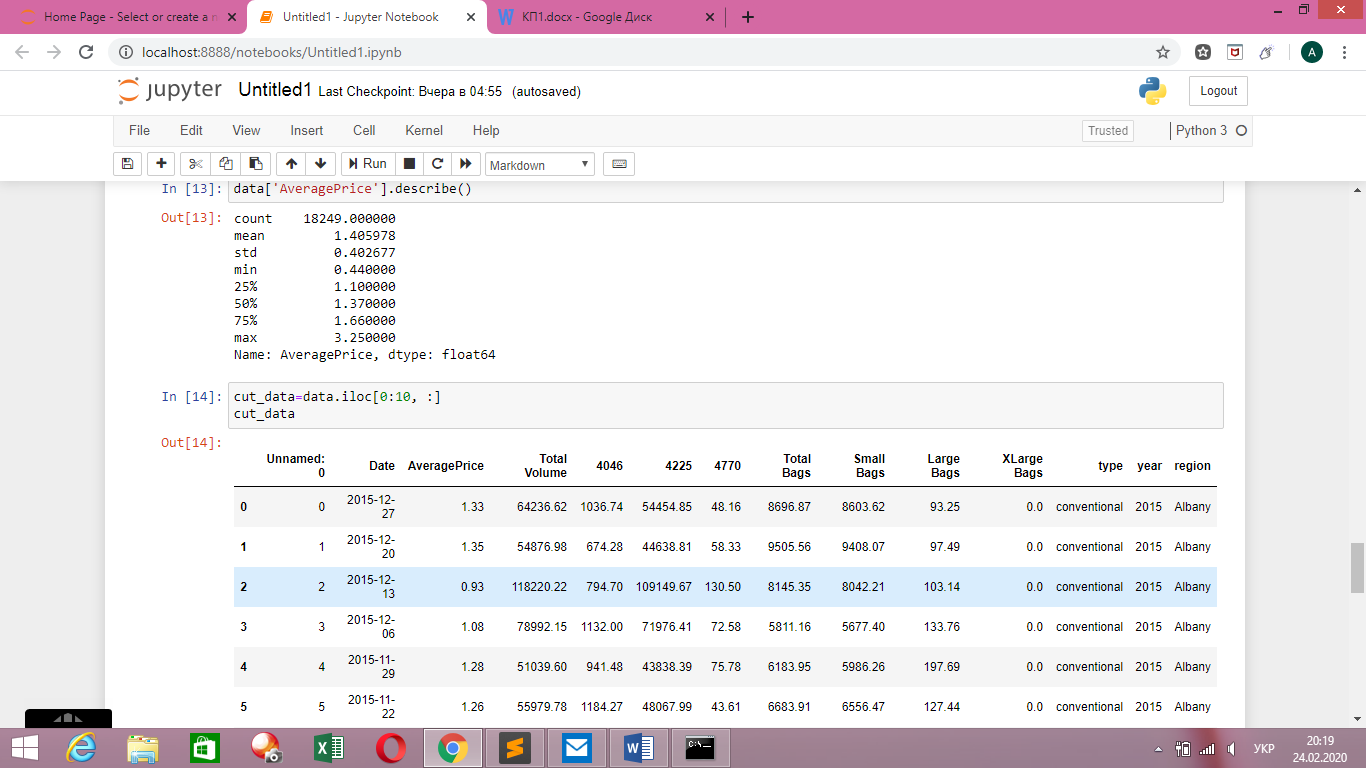 Home Page - Select or create a n
Untitled1 - Jupyter Notebook
КП1.docx - Google Диск
localhost:8888/notebooks/Untitled1.ipynb
A
jupyter Untitled1 Last Checkpoint: Вчера в 04:55 (autosaved)
Logout
File Edit View Insert Cell Kernel Help
Trusted
Python 3
Run
Markdown
In [13]: data['AveragePrice'].describe()
Out[13]: count 18249.000000
mean 1.405978
std 0.402677
min 0.440000
25% 1.100000
50% 1.370000
75% 1.660000
max 3.250000
Name: AveragePrice, dtype: float64
In [14]: cut_data=data.iloc[0:10, :]
cut_data
Out[14]:
Unnamed: 0 Date AveragePrice Total Volume 4046 4225 4770 Total Bags Small Bags Large Bags XLarge Bags type year region
0 0 2015-12-27 1.33 64236.62 1036.74 54454.85 48.16 8696.87 8603.62 93.25 0.0 conventional 2015 Albany
1 1 2015-12-20 1.35 54876.98 674.28 44638.81 58.33 9505.56 9408.07 97.49 0.0 conventional 2015 Albany
2 2 2015-12-13 0.93 118220.22 794.70 109149.67 130.50 8145.35 8042.21 103.14 0.0 conventional 2015 Albany
3 3 2015-12-06 1.08 78992.15 1132.00 71976.41 72.58 5811.16 5677.40 133.76 0.0 conventional 2015 Albany
4 4 2015-11-29 1.28 51039.60 941.48 43838.39 75.78 6183.95 5986.26 197.69 0.0 conventional 2015 Albany
5 5 2015-11-22 1.26 55979.78 1184.27 48067.99 43.61 6683.91 6556.47 127.44 0.0 conventional 2015 Albany
УКР
20:19
24.02.2020